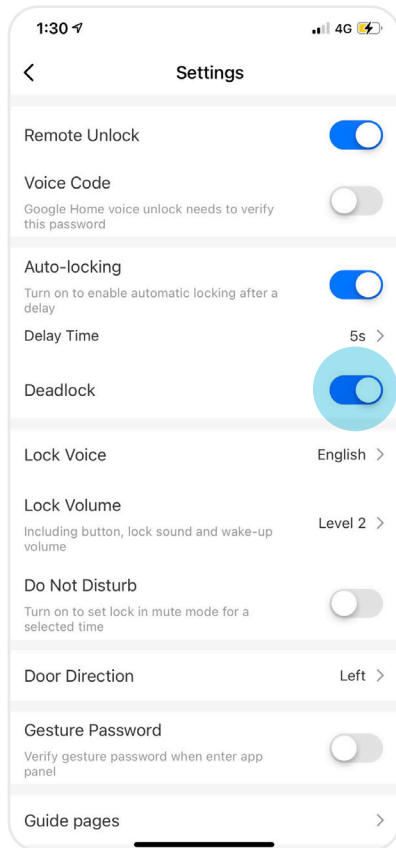 1:30 4G
Settings
Remote Unlock
Voice Code
Google Home voice unlock needs to verify
this password
Auto-locking
Turn on to enable automatic locking after a
delay
Delay Time 5s
Deadlock
Lock Voice English
Lock Volume
Including button, lock sound and wake-up
volume
Level 2
Do Not Disturb
Turn on to set lock in mute mode for a
selected time
Door Direction Left
Gesture Password
Verify gesture password when enter app
panel
Guide pages